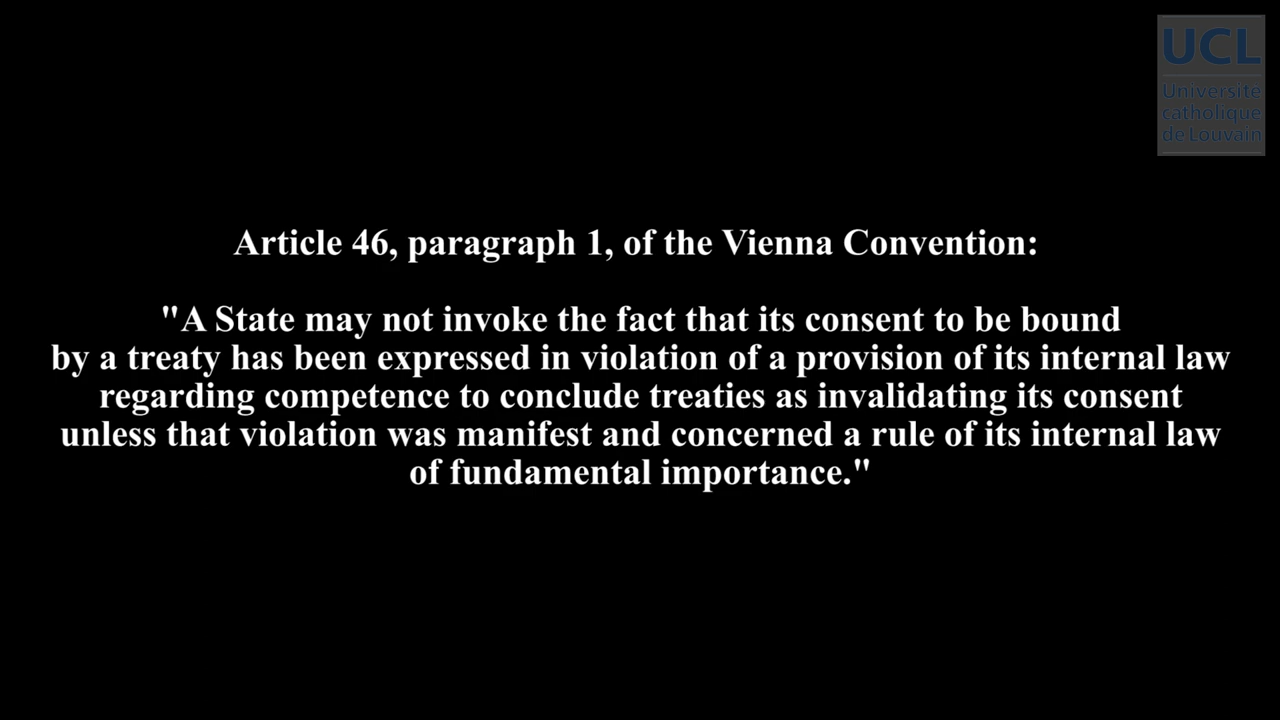 UCL
Université
catholique
de Louvain
Article 46, paragraph 1, of the Vienna Convention:
"A State may not invoke the fact that its consent to be bound
by a treaty has been expressed in violation of a provision of its internal law
regarding competence to conclude treaties as invalidating its consent
unless that violation was manifest and concerned a rule of its internal law
of fundamental importance."